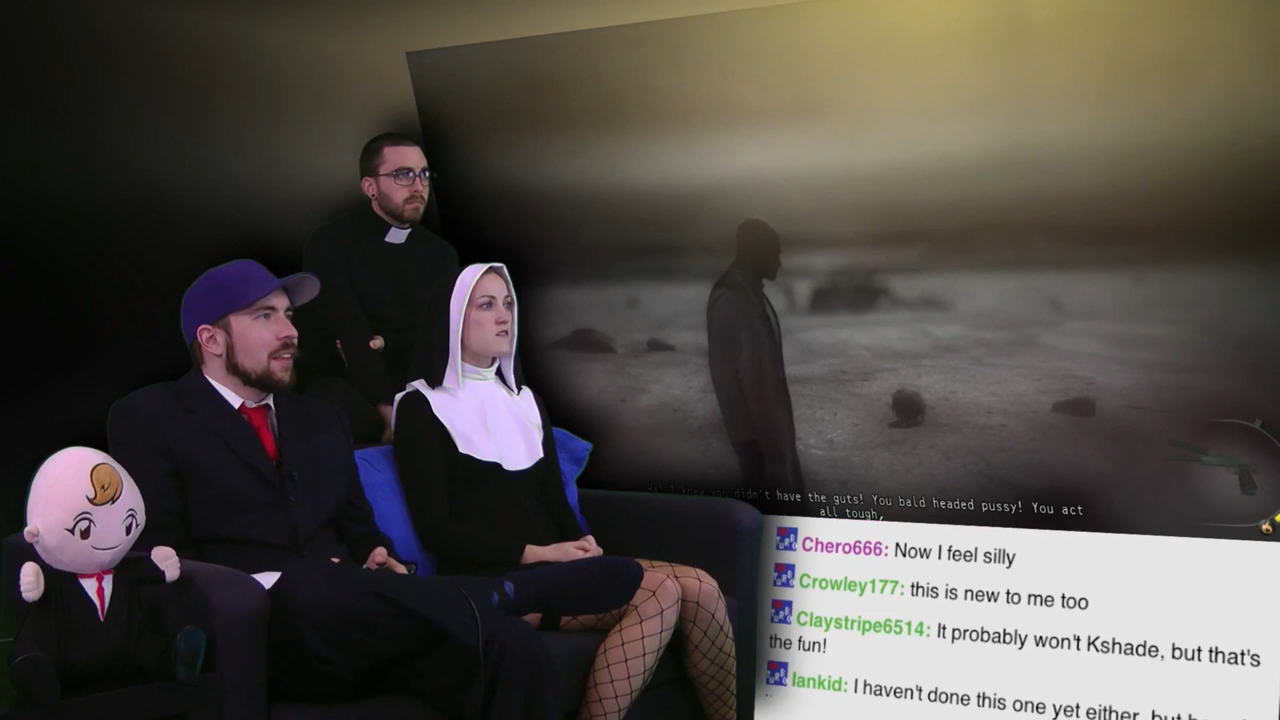 didn't have the guts! You bald headed pussy! You act
all tough,
Chero666: Now I feel silly
Crowley177: this is new to me too
Claystripe6514: It probably won't Kshade, but that's
the fun!
lankid: I haven't done this one yet either, but